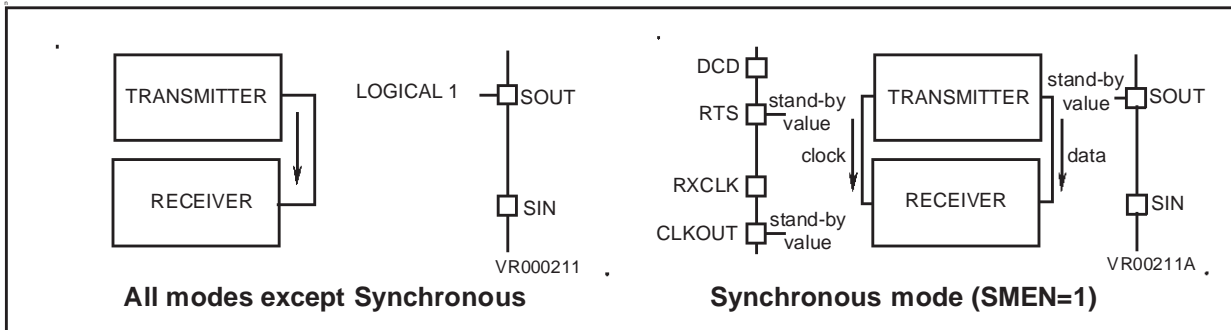 TRANSMITTER
RECEIVER
LOGICAL 1
SOUT
SIN
VR000211
All modes except Synchronous
DCD
RTS
stand-by
value
RXCLK
CLKOUT
stand-by
value
clock
TRANSMITTER
RECEIVER
data
stand-by
value
SOUT
SIN
VR00211A
Synchronous mode (SMEN=1)